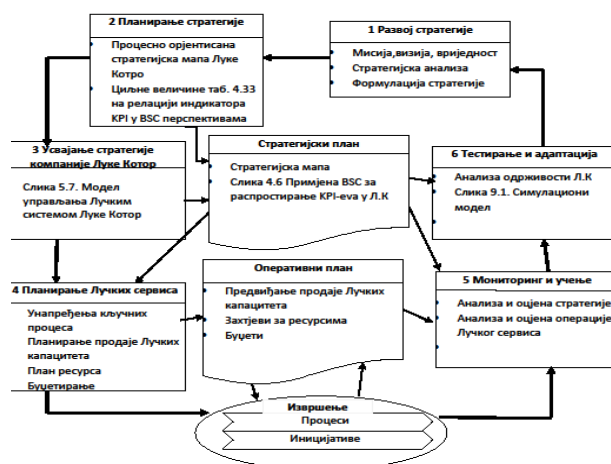 2 Планирање стратегије
Процесно орјентисана
стратегијска мапа Луке
Котро
Циљне величине таб. 4.33
на релацији индикатора
KPI у BSC перспективама
1 Развој стратегије
Мисија,визија, вриједност
Стратегијска анализа
Формулација стратегије
3 Усвајање стратегије
компаније Луке Котор
Слика 5.7. Модел
управљања Лучким
системом Луке Котор
Стратегијски план
Стратегијска мапа
Слика 4.6 Примјена BSC за
распростирање KPI-eva у Л.К
6 Тестирање и адаптација
Анализа одрживости Л.К
Слика 9.1. Симулациони
модел
4 Планирање Лучких сервиса
Унапређења кључних
процеса
Планирање продаје Лучких
капацитета
План ресурса
Буџетирање
Оперативни план
Предвиђање продаје Лучких
капацитета
Захтјеви за ресурсима
Буџети
5 Мониторинг и учење
Анализа и оцјена стратегије
Анализа и оцјена операције
Лучког сервиса
Извршење
Процеси
Иницијативе